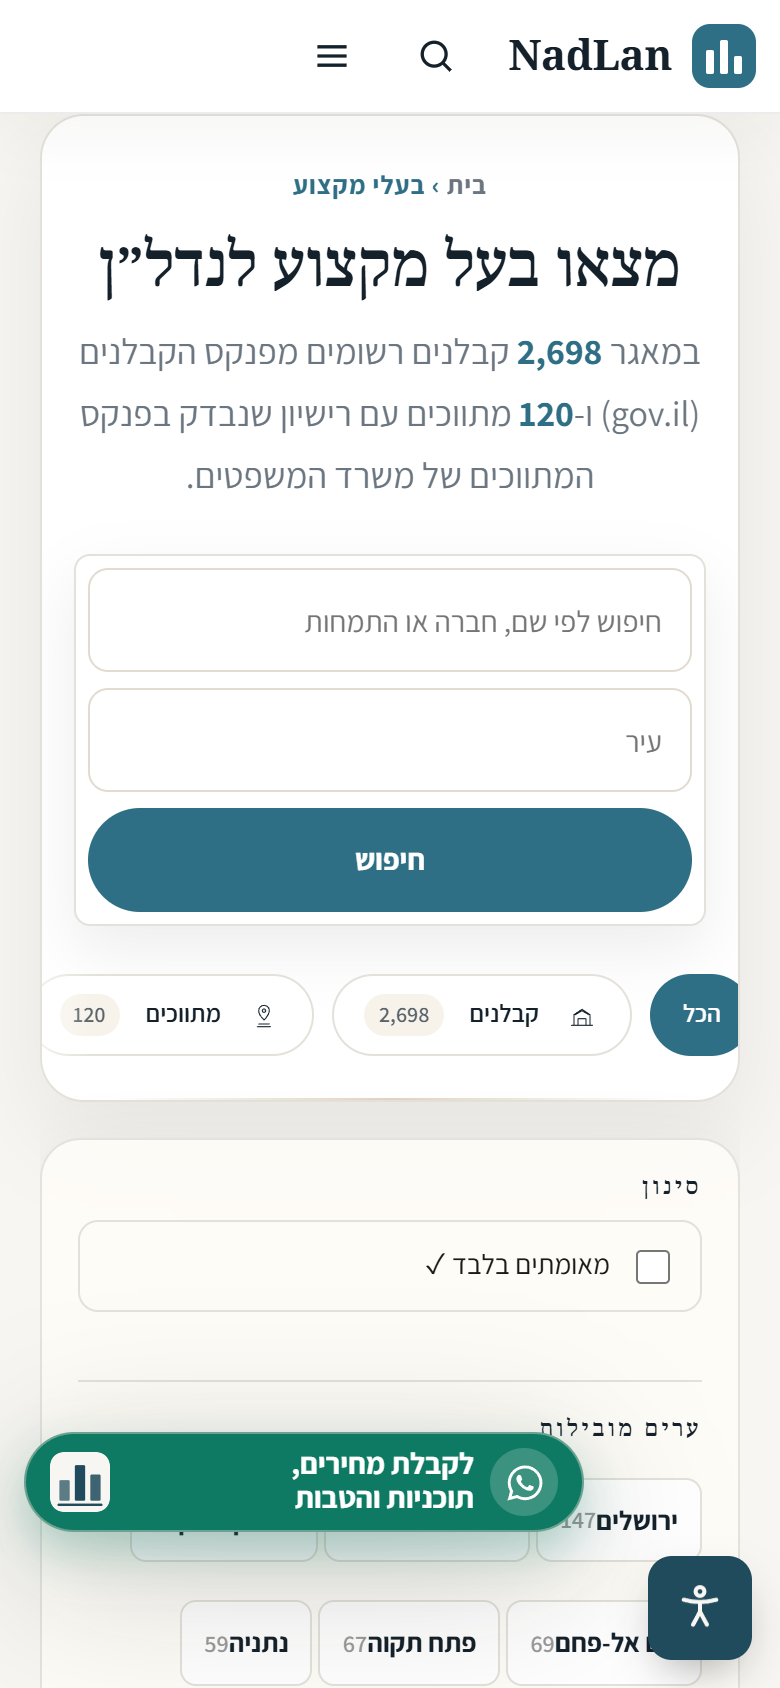 NadLan
בית › בעלי מקצוע
מצאו בעל מקצוע לנדל״ן
במאגר 2,698 קבלנים רשומים מפנקס הקבלנים
(gov.il) ו-120 מתווכים עם רישיון שנבדק בפנקס
המתווכים של משרד המשפטים.
חיפוש לפי שם, חברה או התמחות
עיר
חיפוש
הכל
קבלנים 2,698
מתווכים 120
סינון
מאומתים בלבד ✓
ערים מובילות
לקבלת מחירים,
תוכניות והטבות
ירושלים 147
אל-פחם 69
פתח תקוה 67
נתניה 59